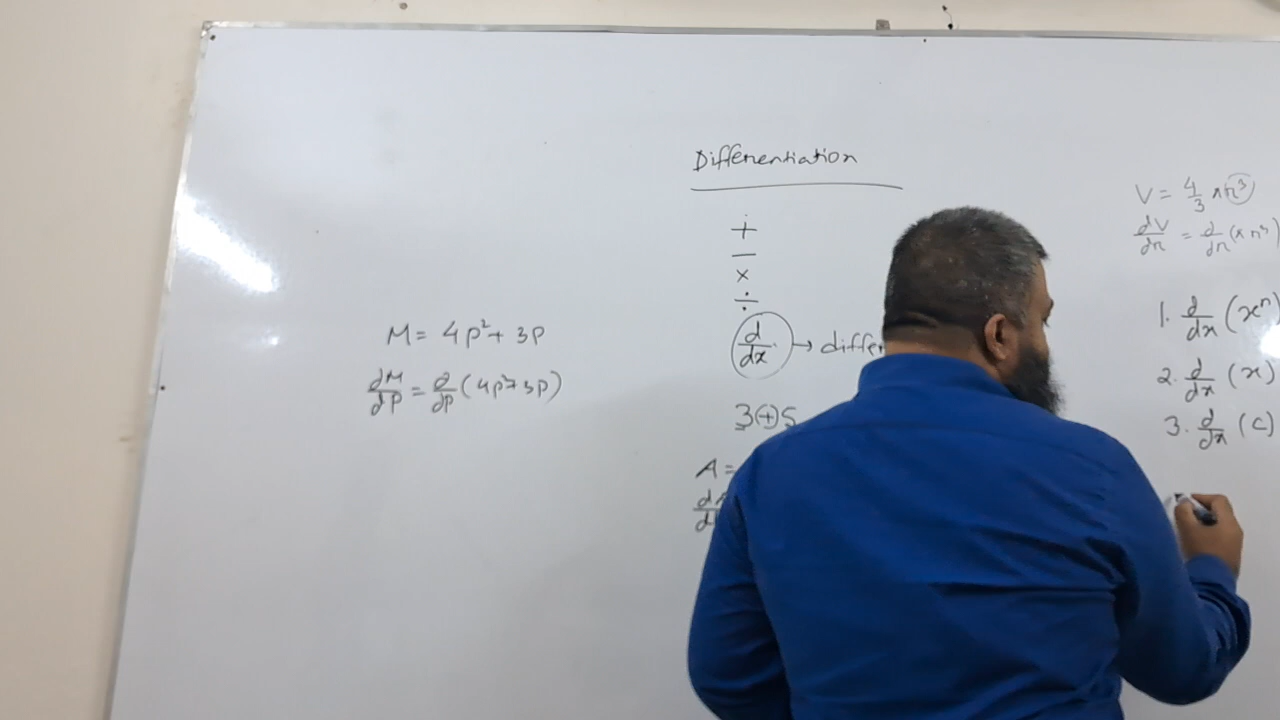 Differentiation
+
−
×
÷
d/dx → differ
3 + 5
A =
M = 4p² + 3p
dM/dp = d/dp (4p² + 3p)
V = 4/3 π r³
dV/dr = d/dr (π r³)
1. d/dx (xⁿ)
2. d/dx (x)
3. d/dx (c)